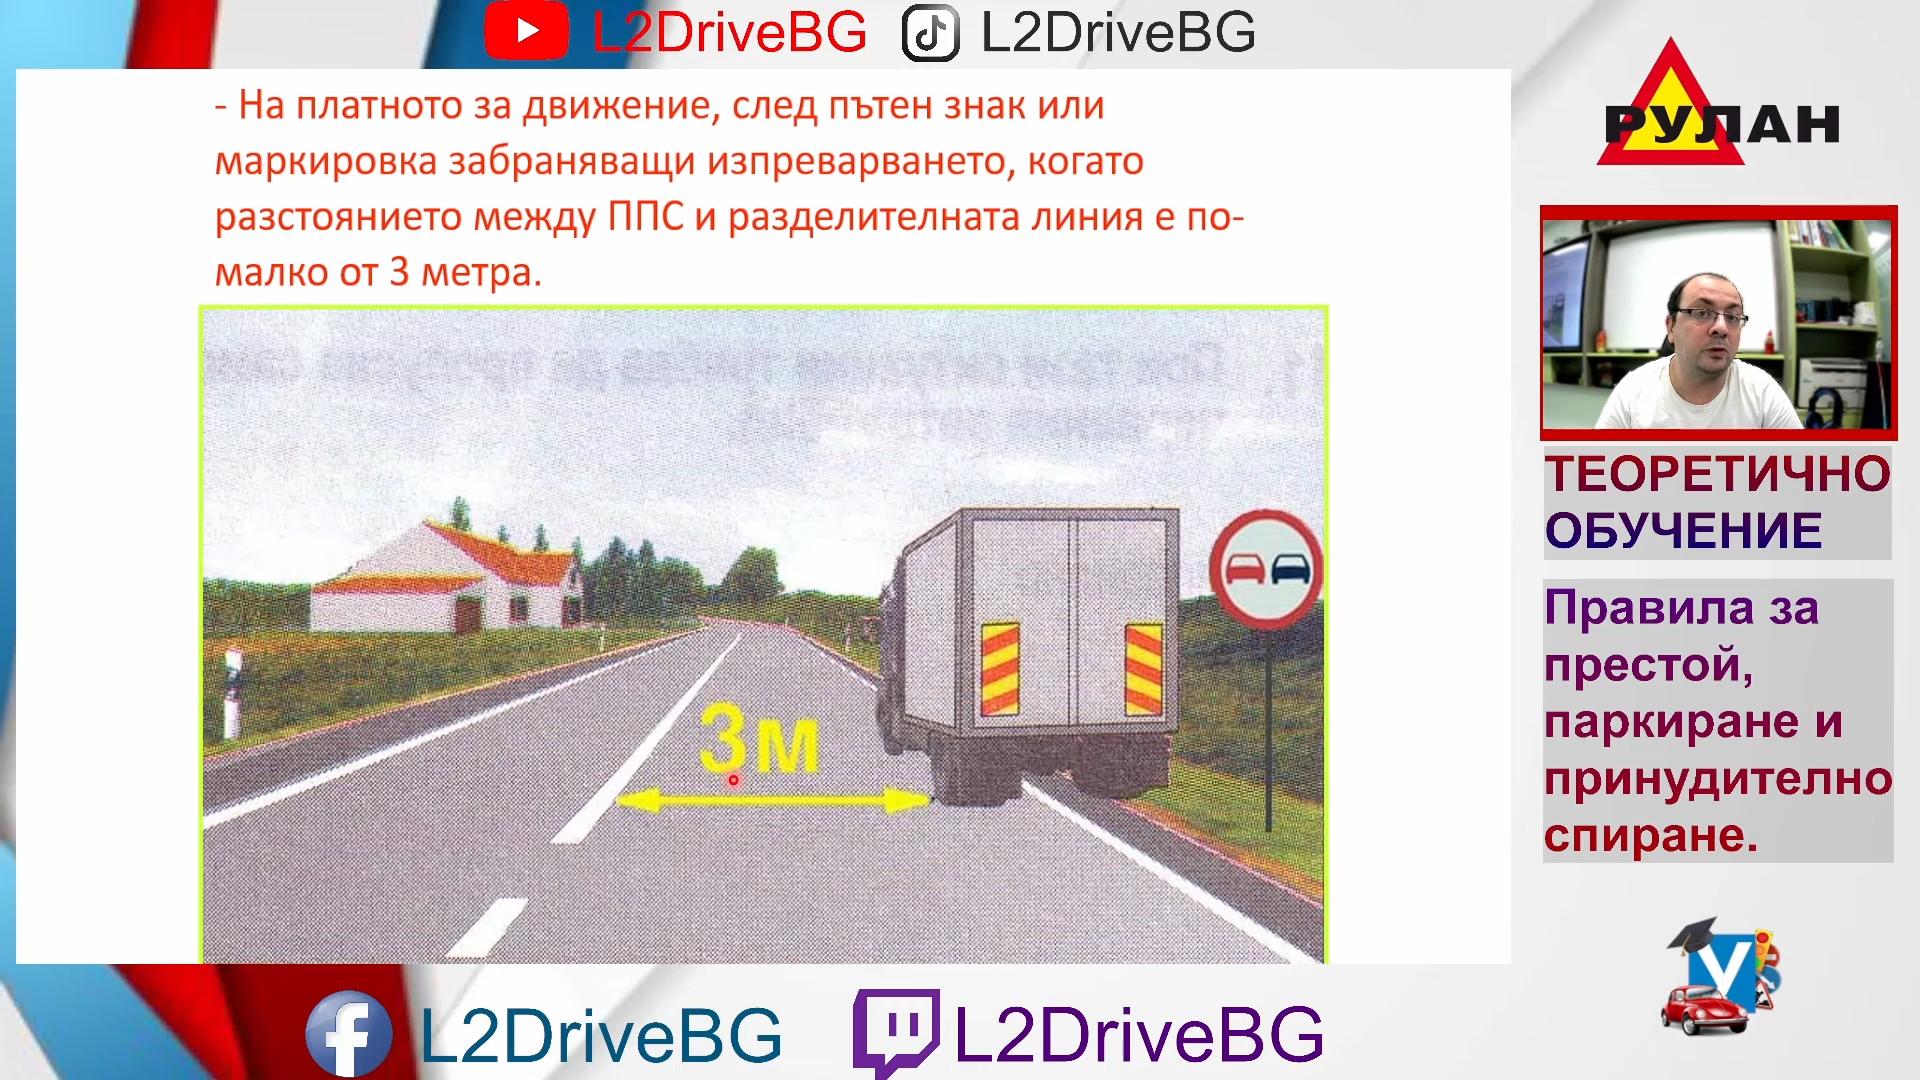 L2DriveBG L2DriveBG
- На платното за движение, след пътен знак или
маркировка забраняващи изпреварването, когато
разстоянието между ППС и разделителната линия е по-
малко от 3 метра.
3м
РУЛАН
ТЕОРЕТИЧНО
ОБУЧЕНИЕ
Правила за
престой,
паркиране и
принудително
спиране.
L2DriveBG L2DriveBG